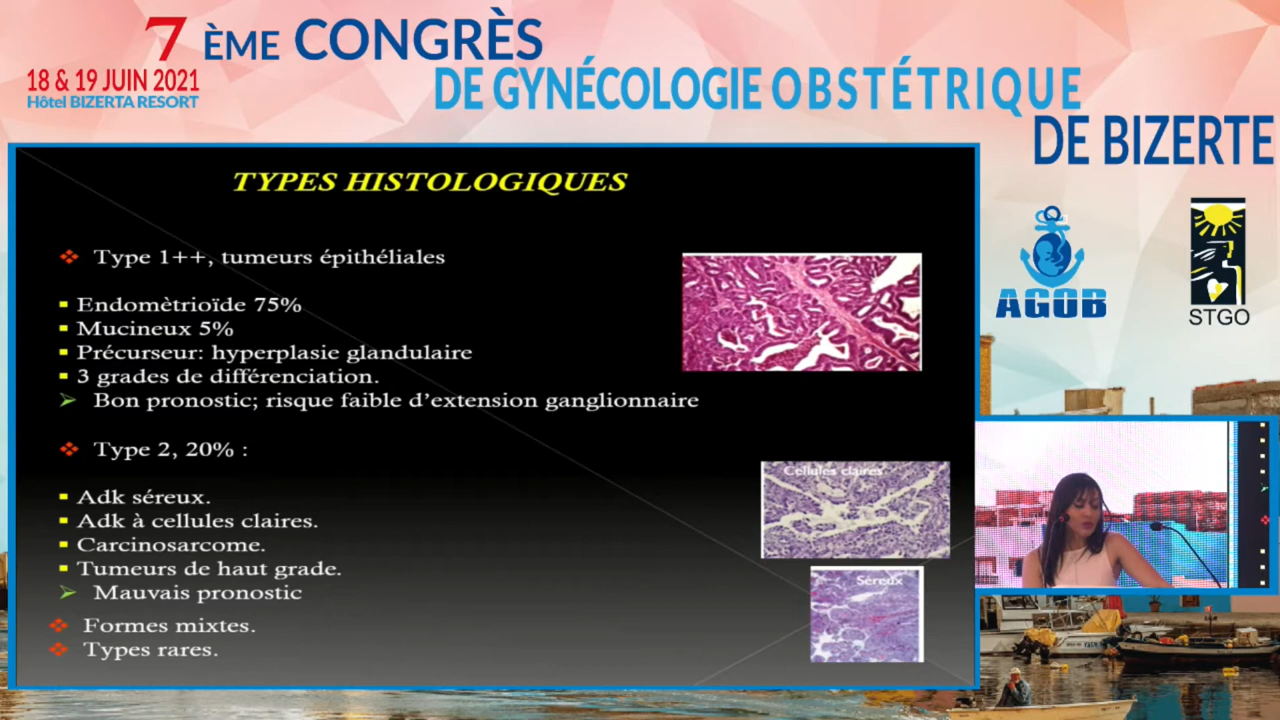 7 ÈME CONGRÈS
18 & 19 JUIN 2021
Hôtel BIZERTA RESORT
DE GYNÉCOLOGIE OBSTÉTRIQUE
DE BIZERTE
TYPES HISTOLOGIQUES
Type 1++, tumeurs épithéliales
Endomètrioïde 75%
Mucineux 5%
Précurseur: hyperplasie glandulaire
3 grades de différenciation.
Bon pronostic; risque faible d’extension ganglionnaire
Type 2, 20% :
Adk séreux.
Adk à cellules claires.
Carcinosarcome.
Tumeurs de haut grade.
Mauvais pronostic
Formes mixtes.
Types rares.
Cellules claires
Séreux
AGOB
STGO